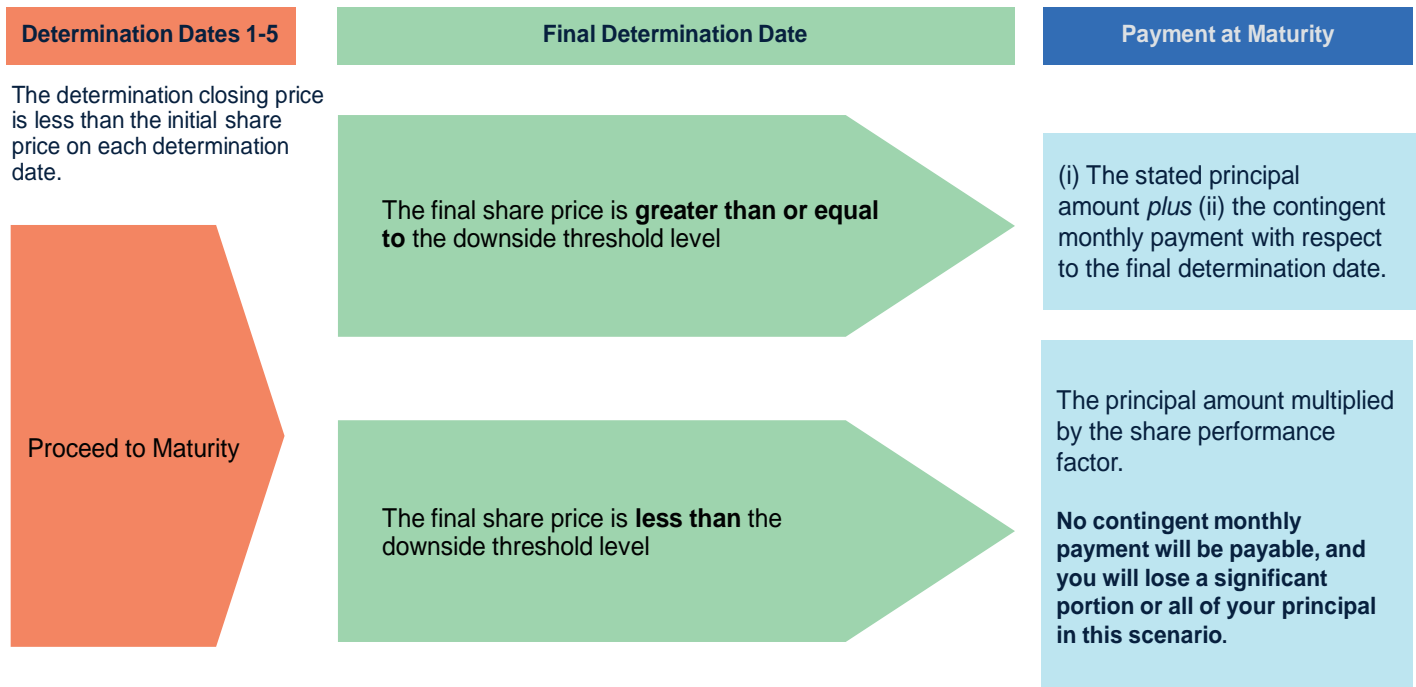 Determination Dates 1-5
Final Determination Date
Payment at Maturity
The determination closing price
is less than the initial share
price on each determination
date.
Proceed to Maturity
The final share price is greater than or equal
to the downside threshold level
(i) The stated principal
amount plus (ii) the contingent
monthly payment with respect
to the final determination date.
The final share price is less than the
downside threshold level
The principal amount multiplied
by the share performance
factor.
No contingent monthly
payment will be payable, and
you will lose a significant
portion or all of your principal
in this scenario.